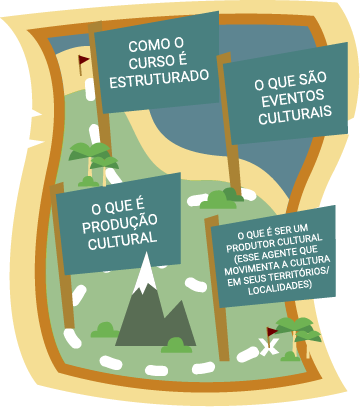 COMO O
CURSO É
ESTRUTURADO
O QUE SÃO
EVENTOS
CULTURAIS
O QUE É
PRODUÇÃO
CULTURAL
O QUE É SER UM
PRODUTOR CULTURAL
(ESSE AGENTE QUE
MOVIMENTA A CULTURA
EM SEUS TERRITÓRIOS/
LOCALIDADES)